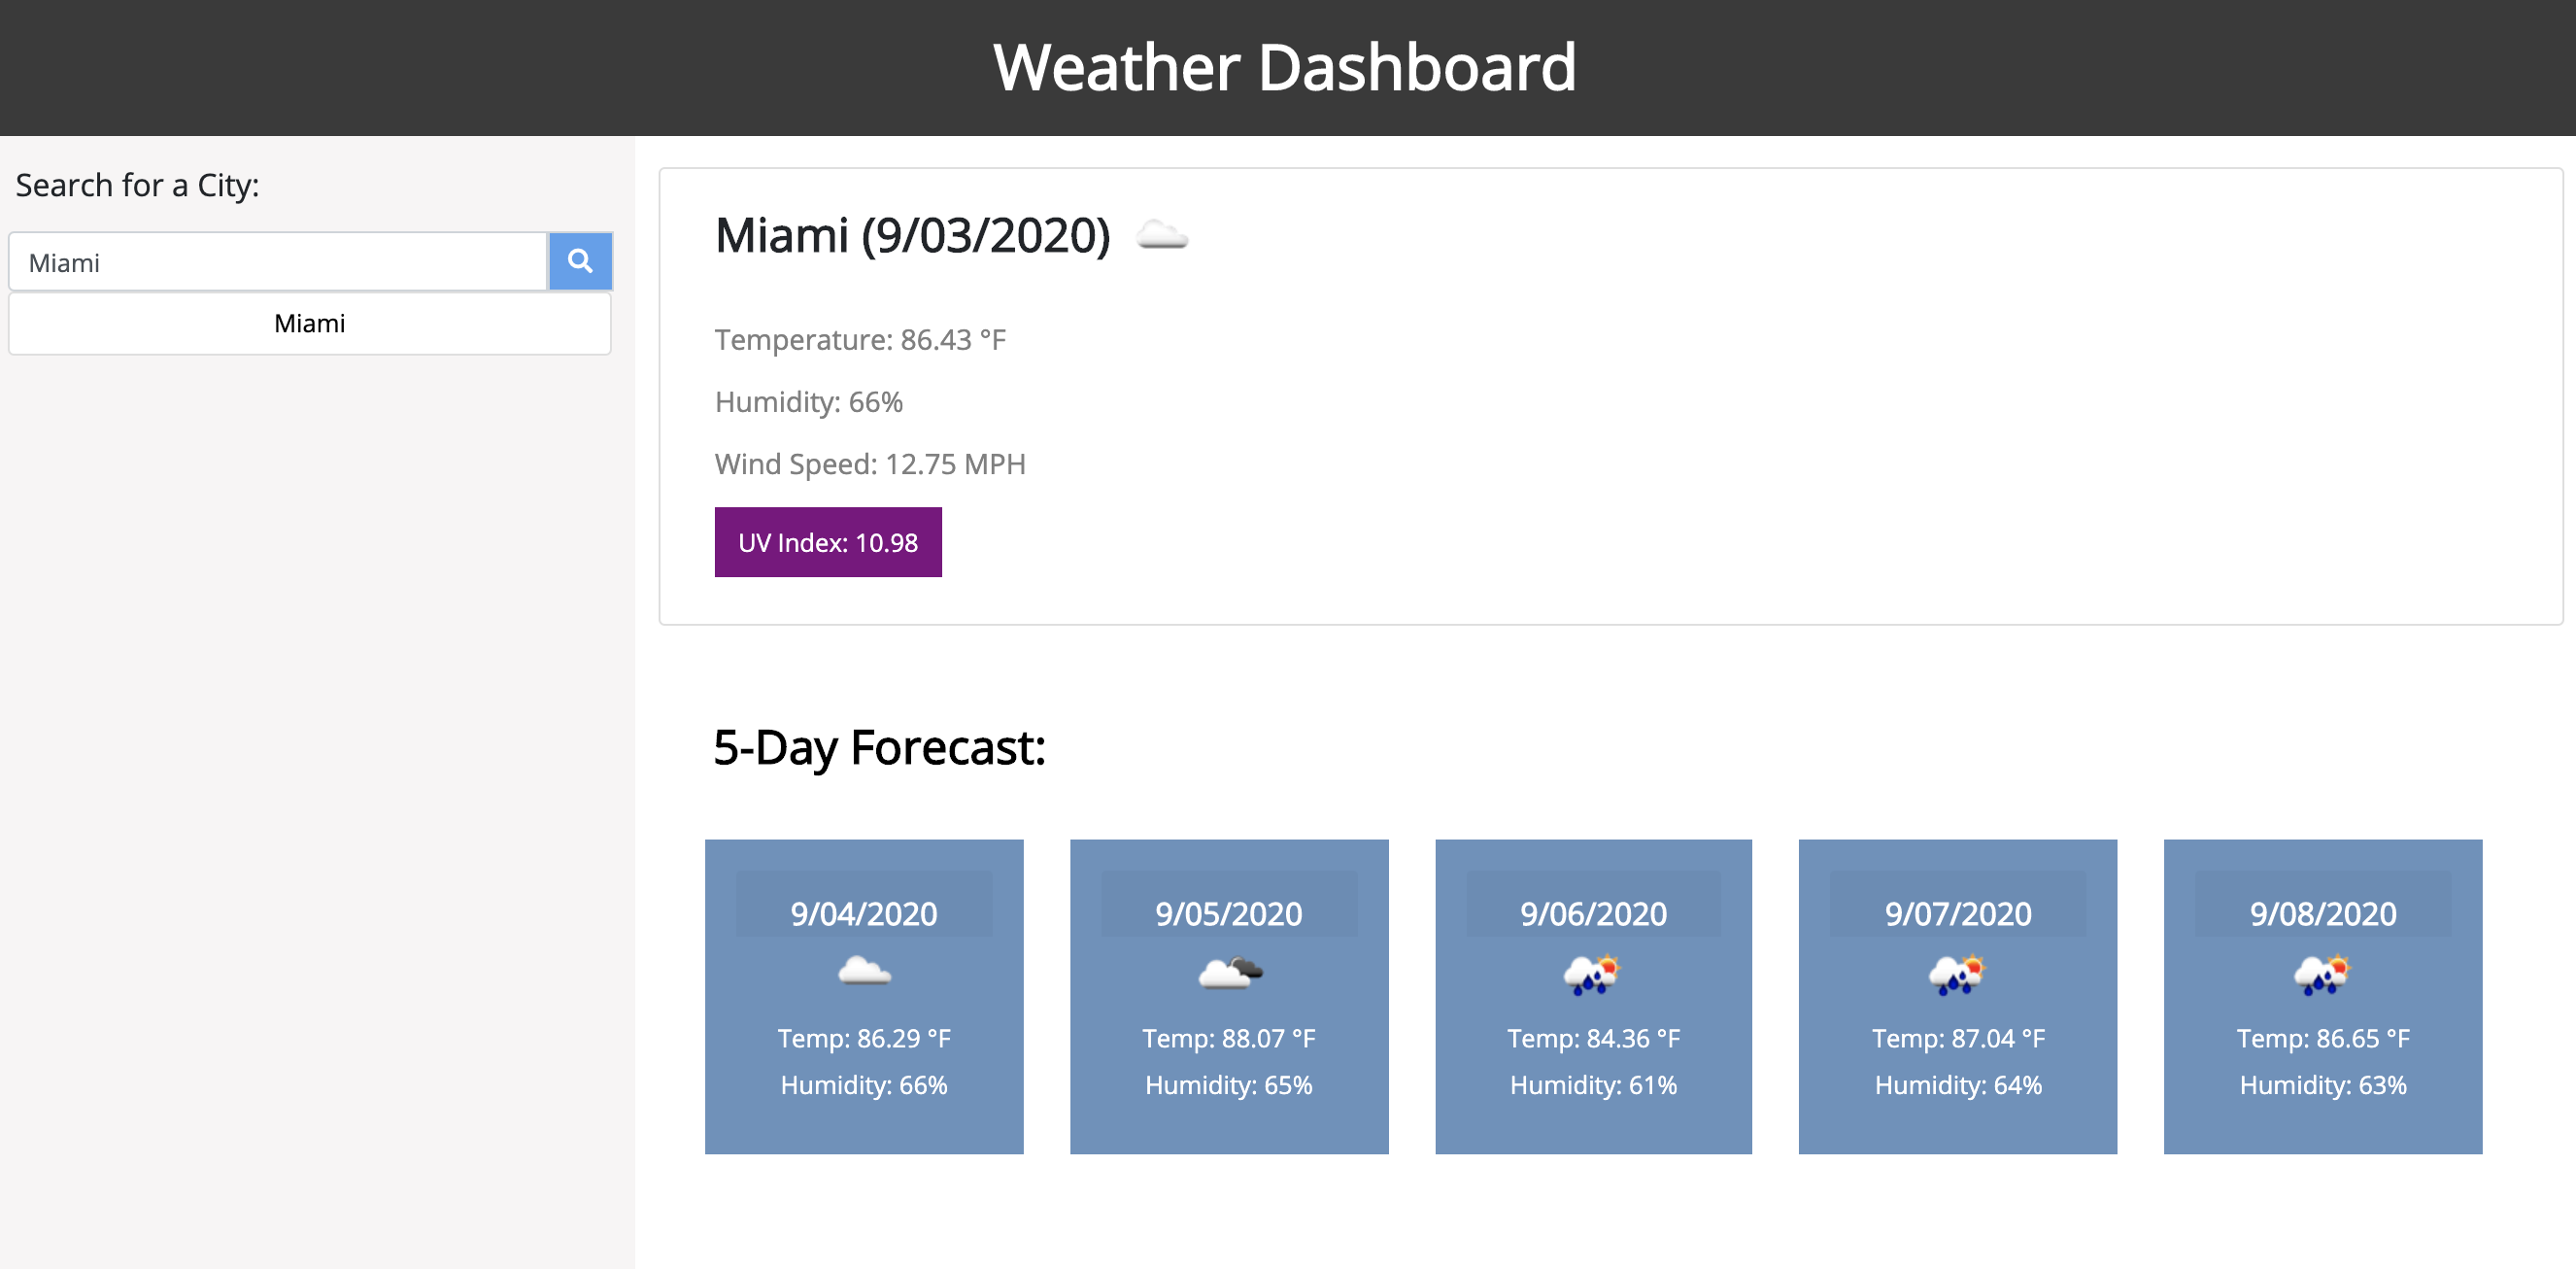 Weather Dashboard
Search for a City:
Miami
Miami
Miami (9/03/2020)
Temperature: 86.43 °F
Humidity: 66%
Wind Speed: 12.75 MPH
UV Index: 10.98
5-Day Forecast:
9/04/2020
Temp: 86.29 °F
Humidity: 66%
9/05/2020
Temp: 88.07 °F
Humidity: 65%
9/06/2020
Temp: 84.36 °F
Humidity: 61%
9/07/2020
Temp: 87.04 °F
Humidity: 64%
9/08/2020
Temp: 86.65 °F
Humidity: 63%